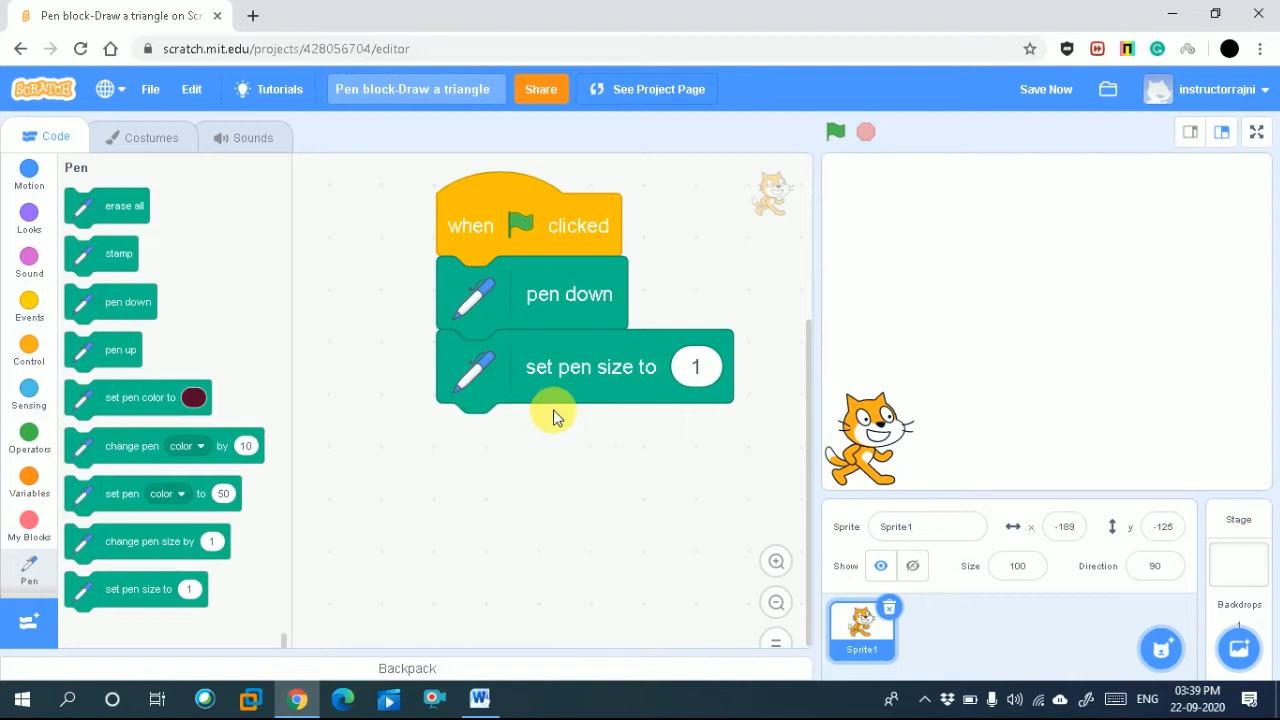 Pen block-Draw a triangle on Scr
scratch.mit.edu/projects/428056704/editor
SCRATCH
File
Edit
Tutorials
Pen block-Draw a triangle
Share
See Project Page
Save Now
instructorrajni
Code
Costumes
Sounds
Motion
Looks
Sound
Events
Control
Sensing
Operators
Variables
My Blocks
Pen
Pen
erase all
stamp
pen down
pen up
set pen color to
change pen color by 10
set pen color to 50
change pen size by 1
set pen size to 1
when clicked
pen down
set pen size to 1
Backpack
Sprite Sprite1 x -189 y -125
Show Size 100 Direction 90
Sprite1
Stage
Backdrops
1
ENG
03:39 PM
22-09-2020